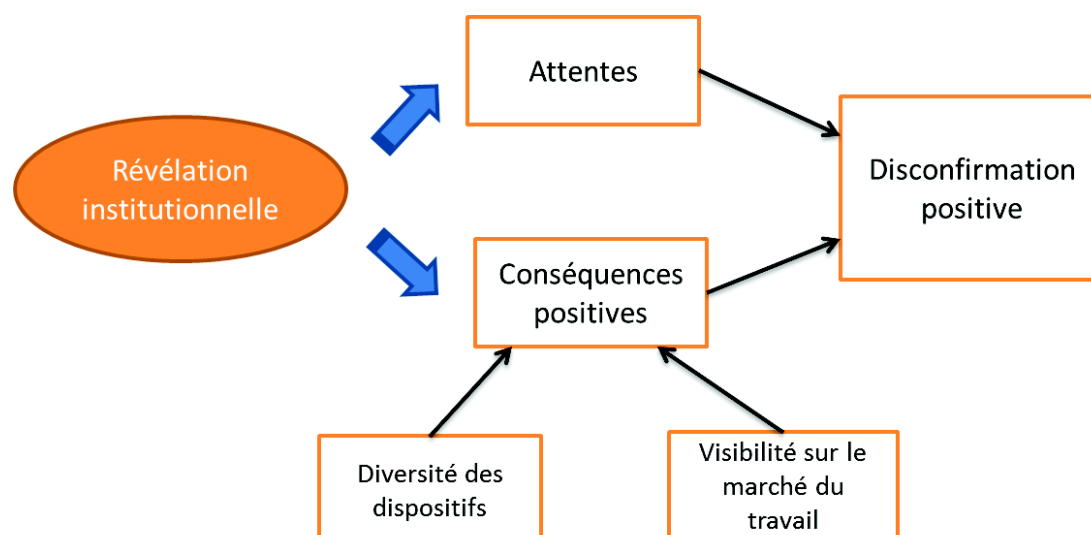 Attentes
Révélation
institutionnelle
Disconfirmation
positive
Conséquences
positives
Diversité des
dispositifs
Visibilité sur le
marché du
travail